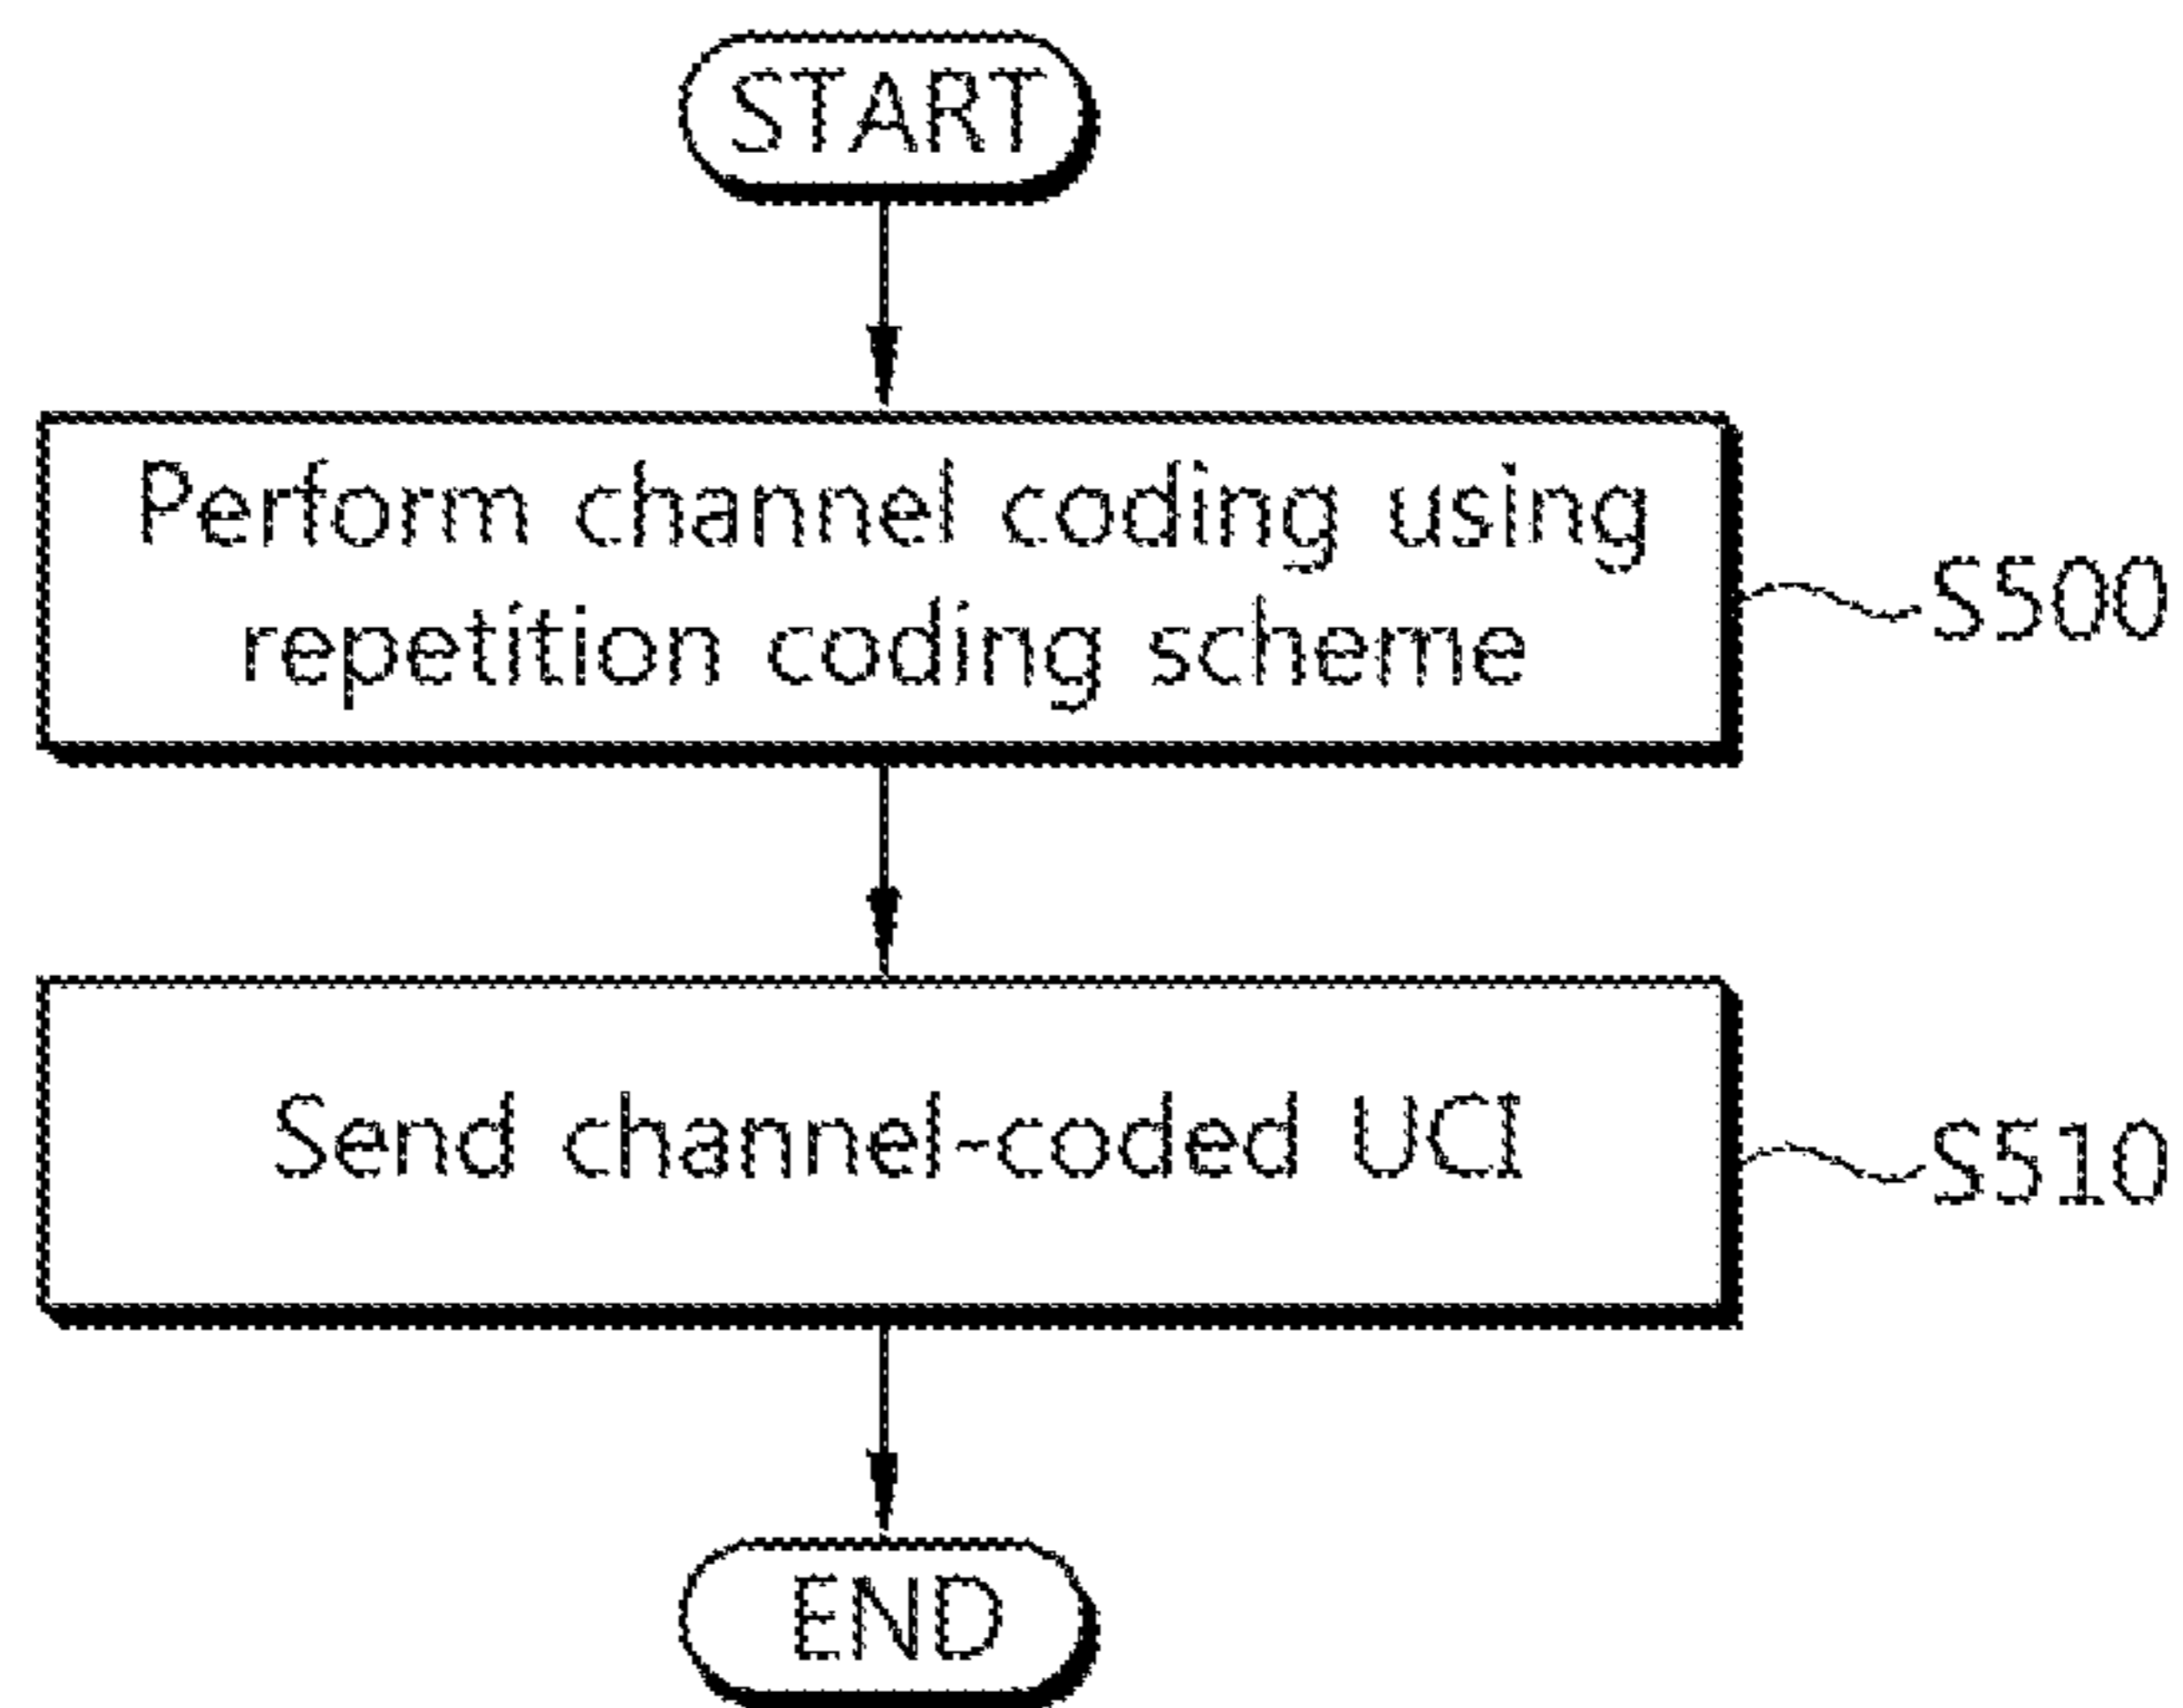 START
Perform channel coding using
repetition coding scheme
S500
Send channel-coded UCI
S510
END